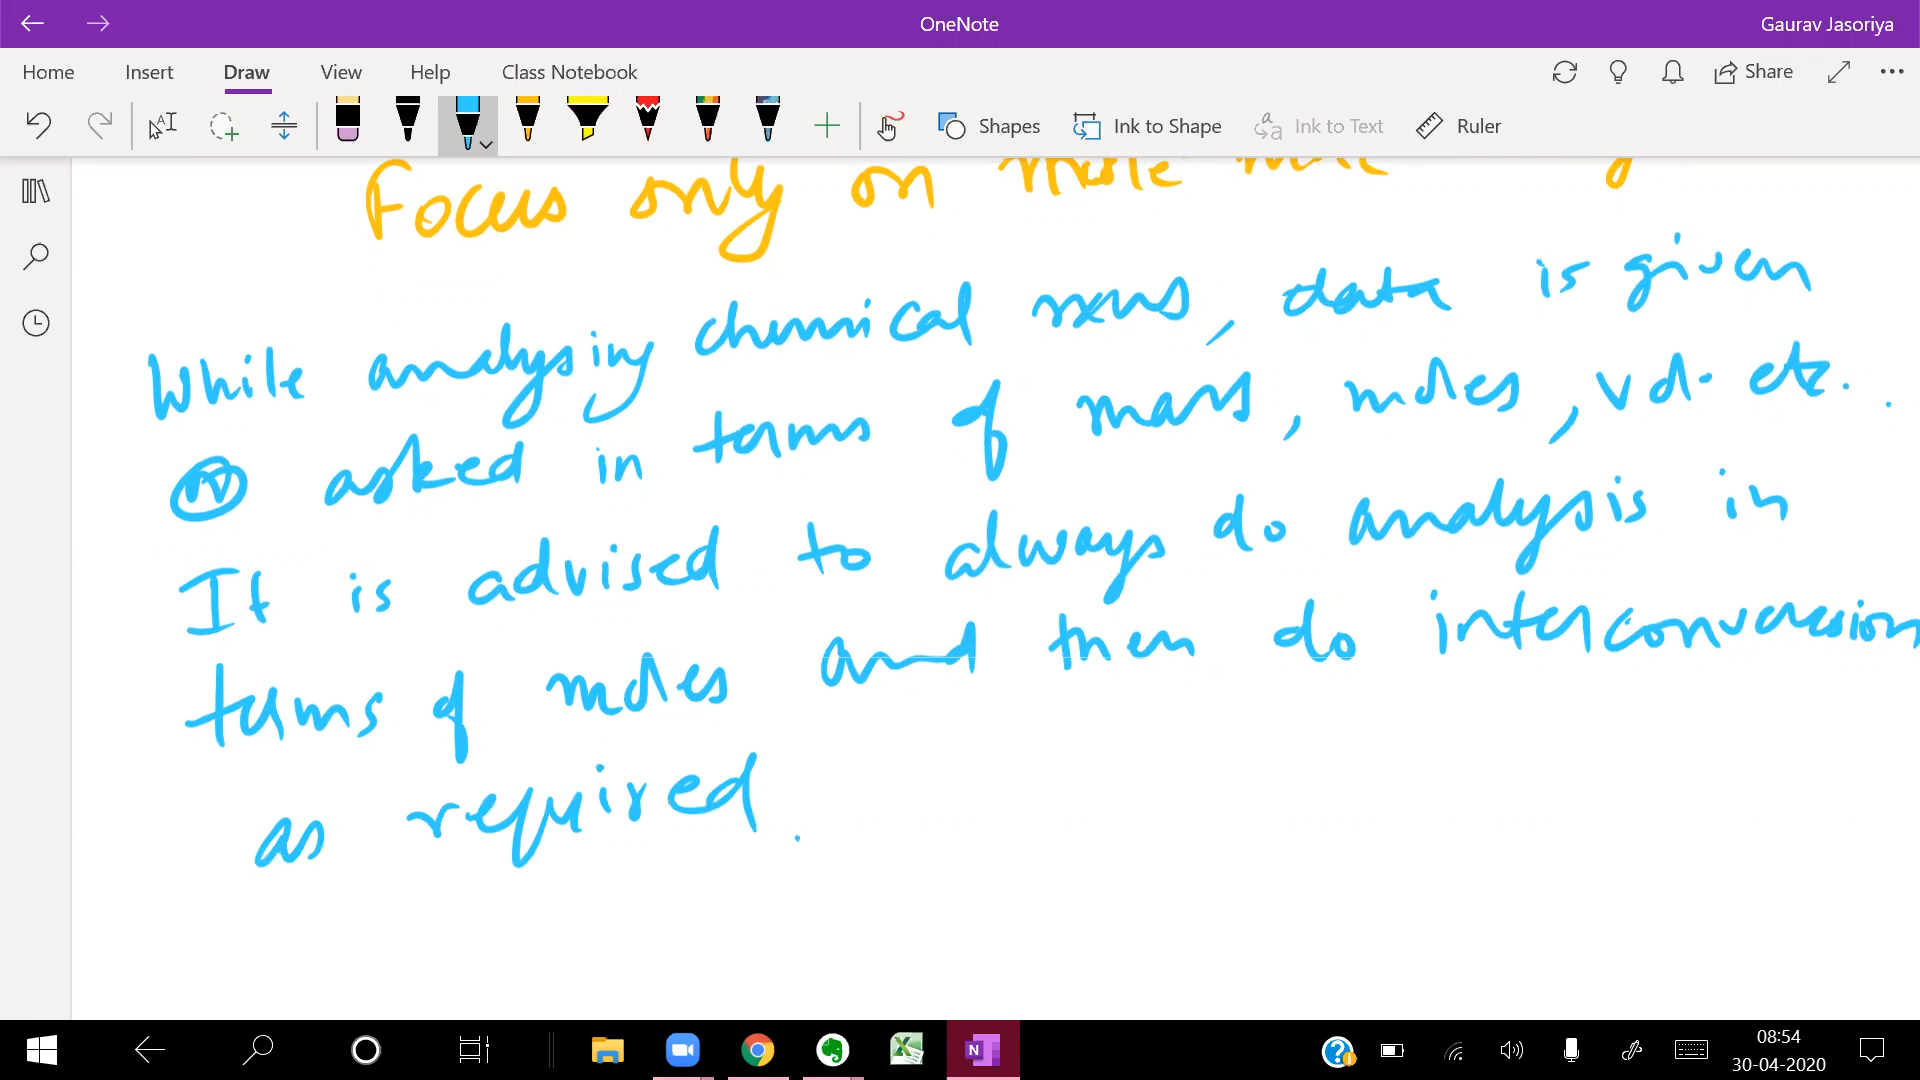 OneNote
Gaurav Jasoriya
Home Insert Draw View Help Class Notebook Share
Shapes Ink to Shape Ink to Text Ruler
Focus only on
While analysing chemical rxns, data is given
asked in terms of mass, moles, vol. etc.
It is advised to always do analysis in
terms of moles and then do interconversion
as required.
08:54
30-04-2020